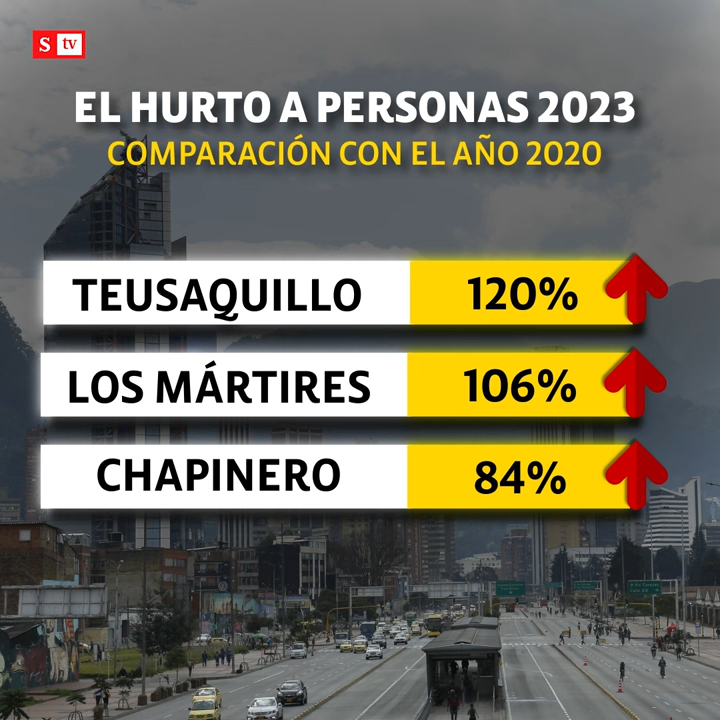 S tv
EL HURTO A PERSONAS 2023
COMPARACIÓN CON EL AÑO 2020
TEUSAQUILLO 120%
LOS MÁRTIRES 106%
CHAPINERO 84%